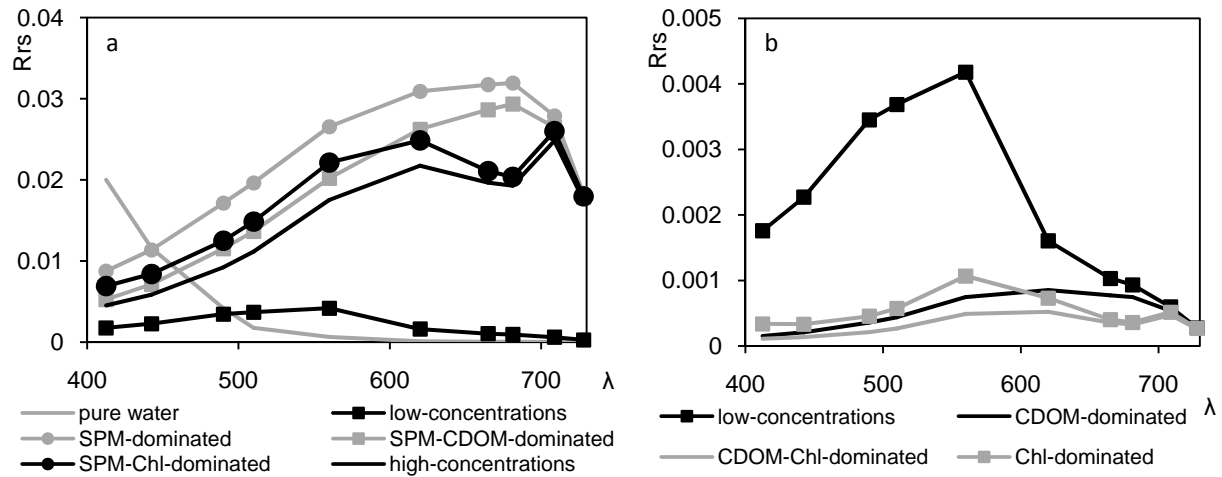 0.04
a
Rrs
0.03
0.02
0.01
0
400 500 600 700 λ
pure water low-concentrations
SPM-dominated SPM-CDOM-dominated
SPM-Chl-dominated high-concentrations
0.005
b
Rrs
0.004
0.003
0.002
0.001
0
400 500 600 700 λ
low-concentrations CDOM-dominated
CDOM-Chl-dominated Chl-dominated